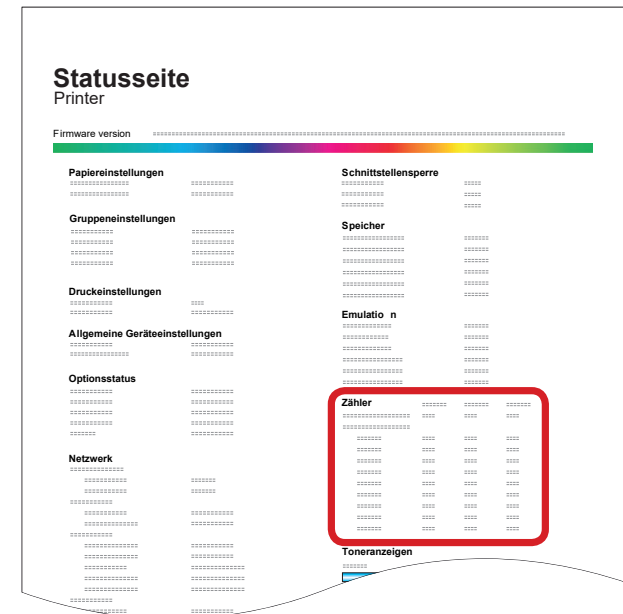 Statusseite
Printer
Firmware version
Papiereinstellungen
Gruppeneinstellungen
Druckeinstellungen
Allgemeine Geräteeinstellungen
Optionsstatus
Netzwerk
Schnittstellensperre
Speicher
Emulatio n
Zähler
Toneranzeigen